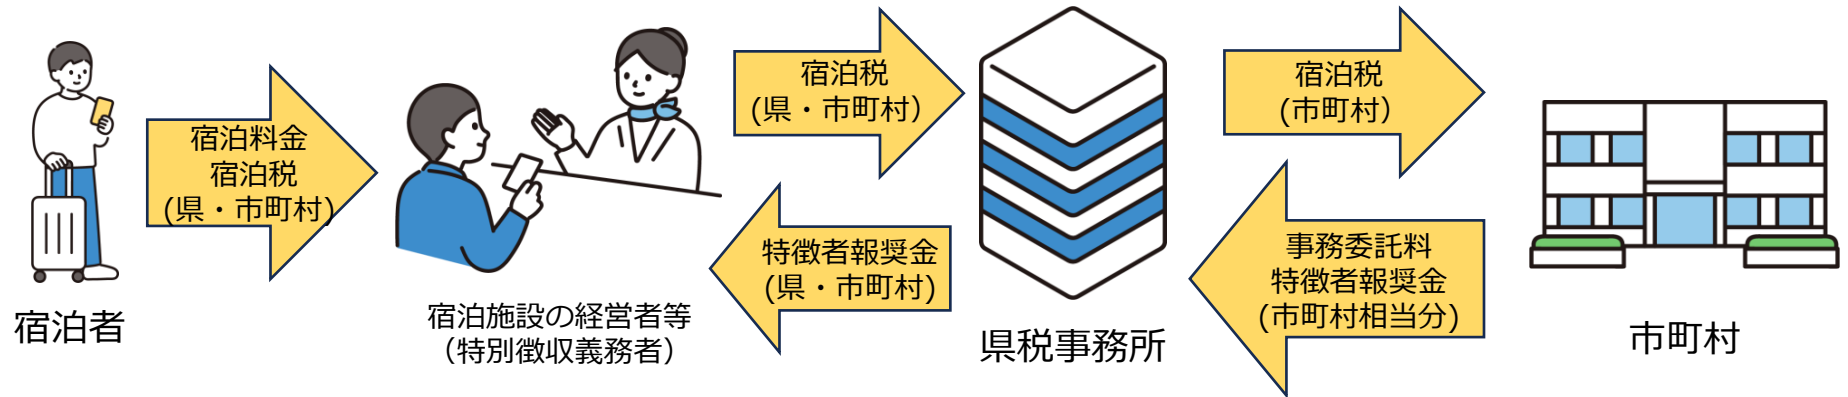 宿泊料金
宿泊税
(県・市町村)
宿泊者
宿泊施設の経営者等
（特別徴収義務者）
宿泊税
(県・市町村）
特徴者報奨金
(県・市町村)
県税事務所
宿泊税
(市町村）
事務委託料
特徴者報奨金
(市町村相当分)
市町村